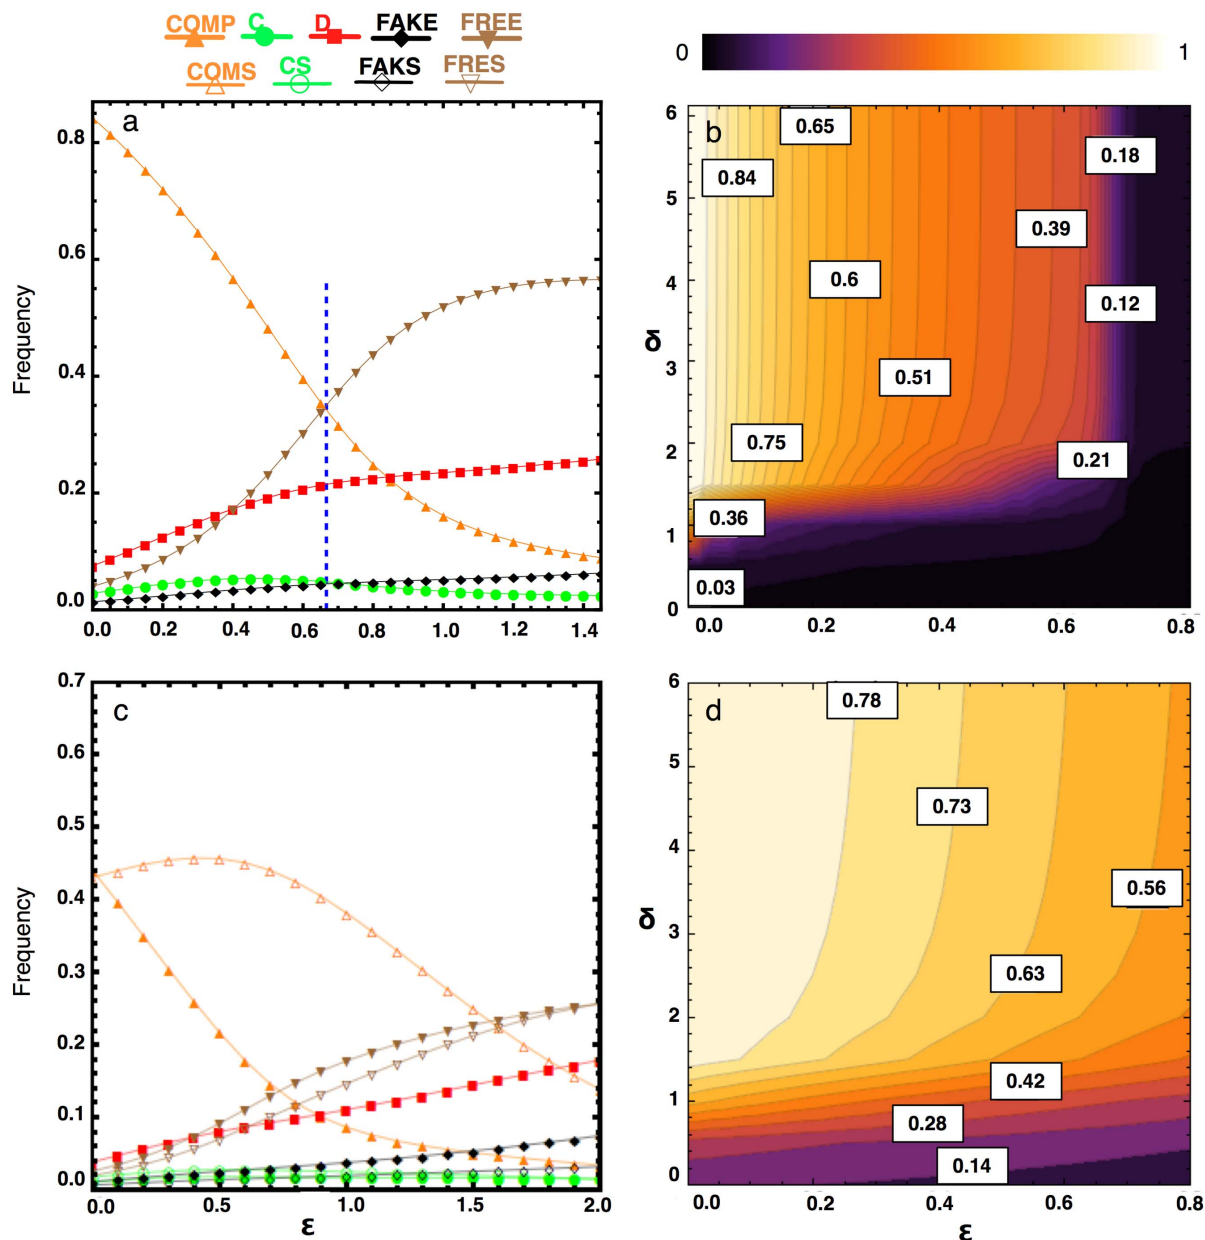 COMP C D FAKE FREE
COMS CS FAKS FRES
0 1
a
Frequency
0.8
0.6
0.4
0.2
0.0
0.0 0.2 0.4 0.6 0.8 1.0 1.2 1.4
b
δ
6
5
4
3
2
1
0
0.65
0.84
0.18
0.39
0.6
0.12
0.51
0.75
0.21
0.36
0.03
0.0 0.2 0.4 0.6 0.8
c
Frequency
0.7
0.6
0.5
0.4
0.3
0.2
0.1
0.0
0.0 0.5 1.0 1.5 2.0
ε
d
δ
6
5
4
3
2
1
0
0.78
0.73
0.56
0.63
0.42
0.28
0.14
0.0 0.2 0.4 0.6 0.8
ε